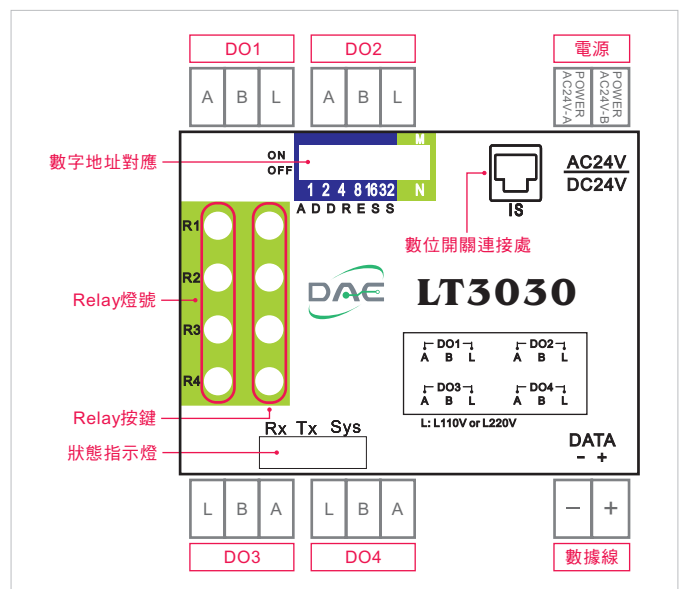 DO1
DO2
電源
A B L
A B L
POWER AC24V-A
POWER AC24V-B
數字地址對應
ON
OFF
M
1 2 4 8 16 32 N
ADDRESS
IS
AC24V
DC24V
數位開關連接處
R1
R2
R3
R4
Relay燈號
DAE
LT3030
DO1
A B L
DO2
A B L
DO3
A B L
DO4
A B L
L: L110V or L220V
Relay按鍵
Rx Tx Sys
狀態指示燈
DATA
- +
L B A
L B A
− +
DO3
DO4
數據線